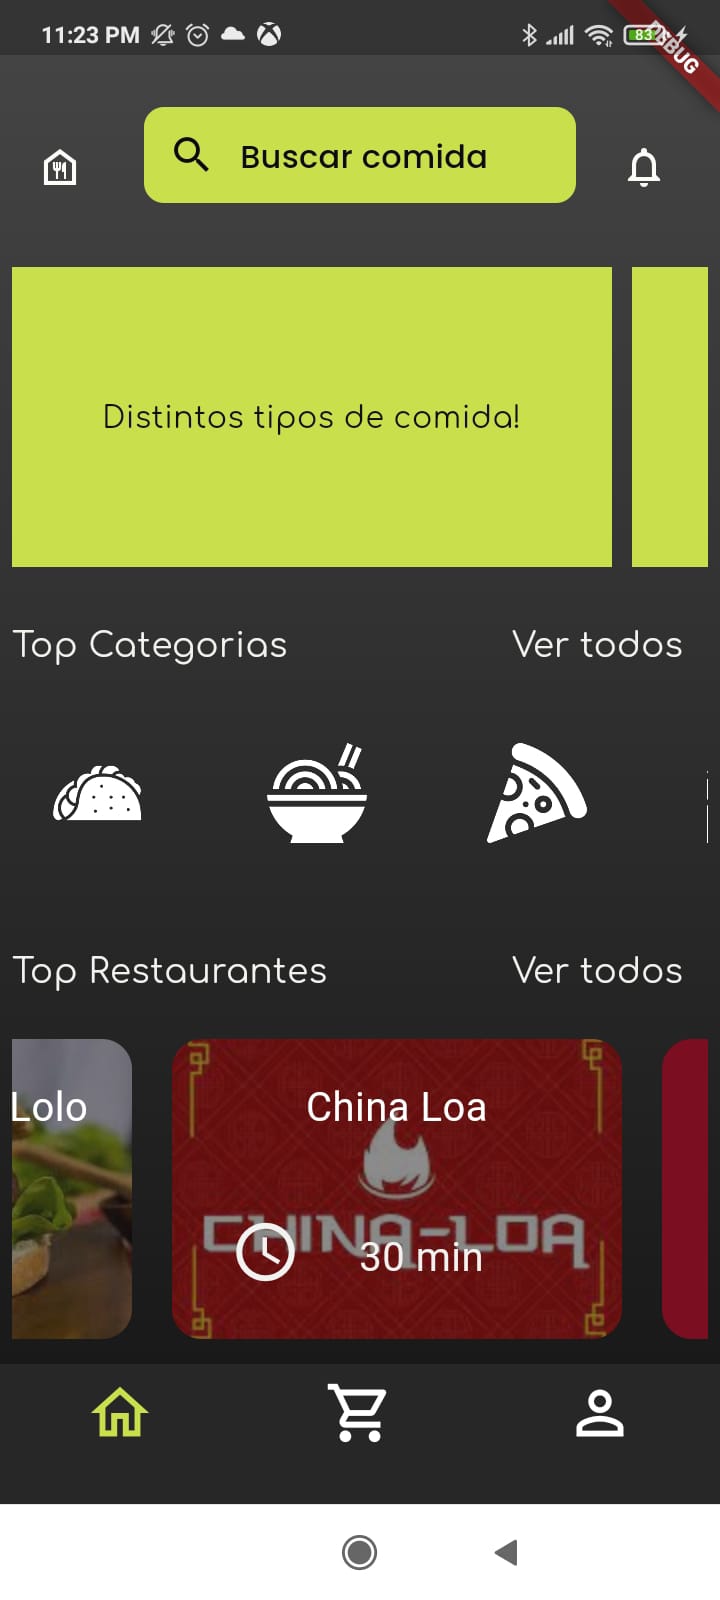 11:23 PM
83
DEBUG
Buscar comida
Distintos tipos de comida!
Top Categorias
Ver todos
Top Restaurantes
Ver todos
Lolo
China Loa
CHINA-LOA
30 min